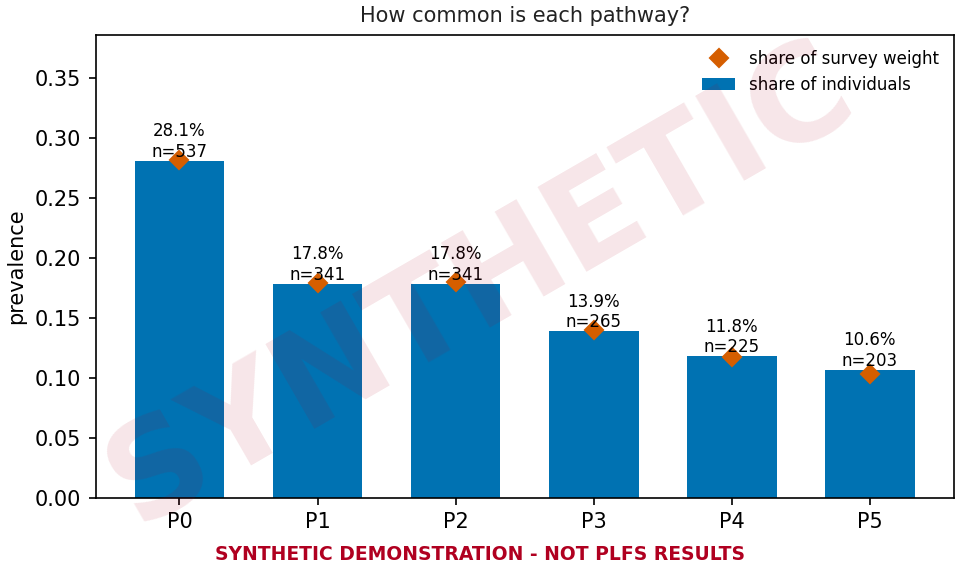 How common is each pathway?
share of survey weight
share of individuals
prevalence
0.35
0.30
0.25
0.20
0.15
0.10
0.05
0.00
28.1%
n=537
17.8%
n=341
17.8%
n=341
13.9%
n=265
11.8%
n=225
10.6%
n=203
P0 P1 P2 P3 P4 P5
SYNTHETIC
SYNTHETIC DEMONSTRATION - NOT PLFS RESULTS